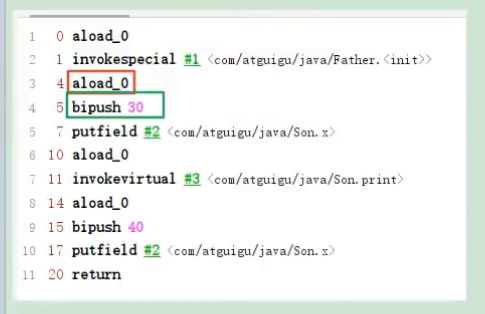 1 0 aload_0
2 1 invokespecial #1 <com/atguigu/java/Father.<init>>
3 4 aload_0
4 5 bipush 30
5 7 putfield #2 <com/atguigu/java/Son.x>
6 10 aload_0
7 11 invokevirtual #3 <com/atguigu/java/Son.print>
8 14 aload_0
9 15 bipush 40
10 17 putfield #2 <com/atguigu/java/Son.x>
11 20 return